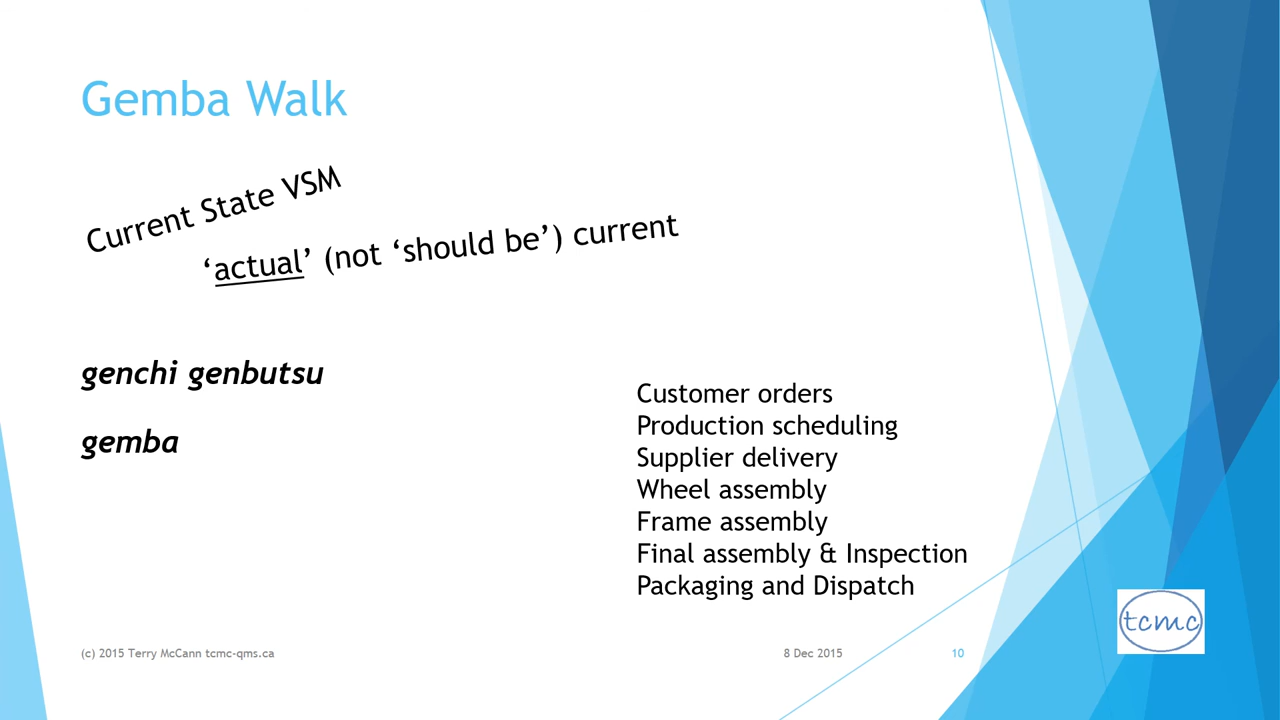 Gemba Walk
Current State VSM
‘actual’ (not ‘should be’) current
genchi genbutsu
gemba
Customer orders
Production scheduling
Supplier delivery
Wheel assembly
Frame assembly
Final assembly & Inspection
Packaging and Dispatch
tcmc
(c) 2015 Terry McCann tcmc-qms.ca
8 Dec 2015
10